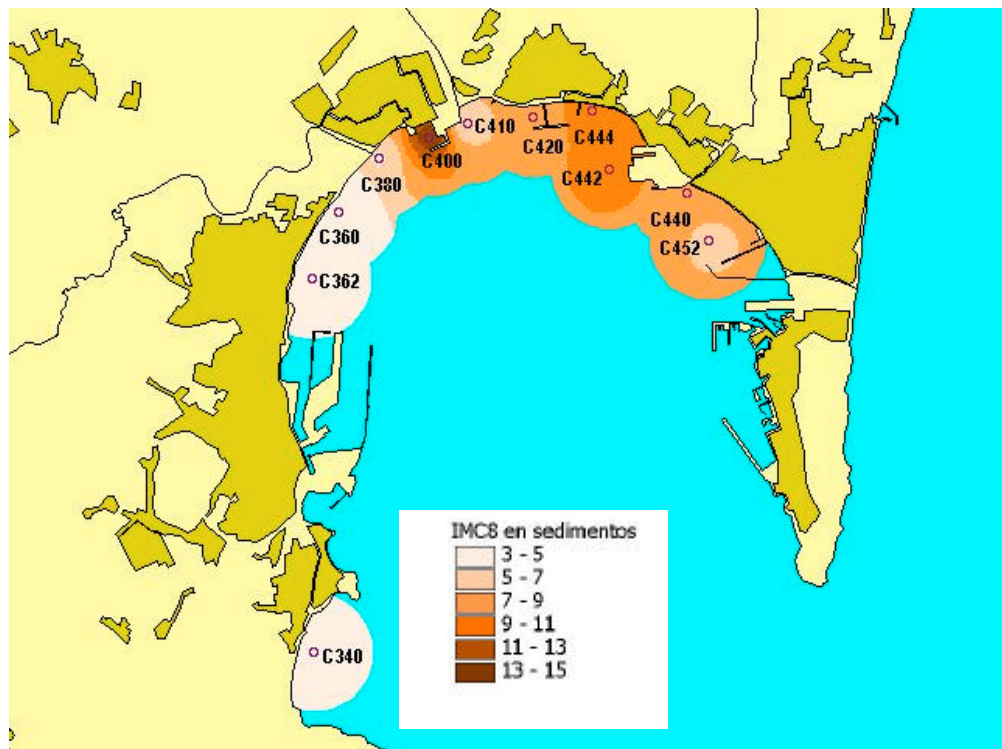 C410
C420
C444
C400
C380
C442
C440
C360
C452
C362
IMC8 en sedimentos
3 - 5
5 - 7
7 - 9
9 - 11
11 - 13
13 - 15
C340